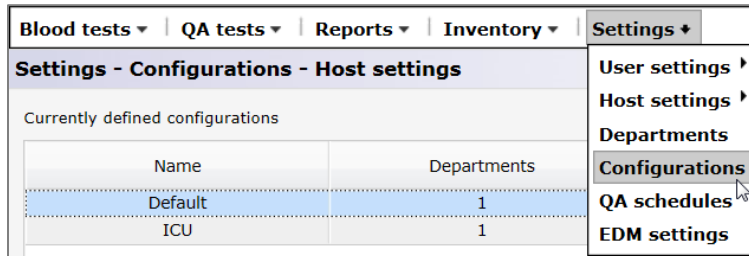 Blood tests QA tests Reports Inventory Settings
Settings - Configurations - Host settings
Currently defined configurations
Name Departments
Default 1
ICU 1
User settings
Host settings
Departments
Configurations
QA schedules
EDM settings